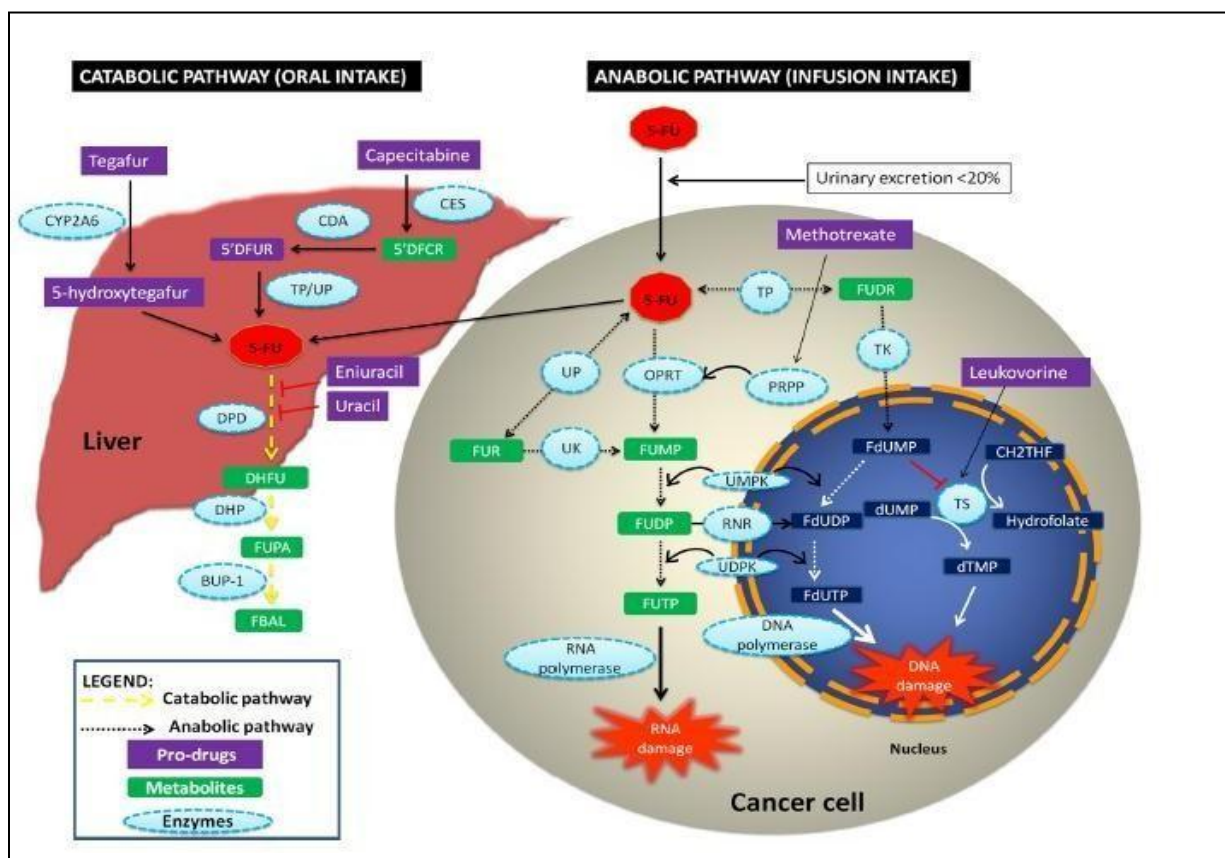 CATABOLIC PATHWAY (ORAL INTAKE)
ANABOLIC PATHWAY (INFUSION INTAKE)
5-FU
Tegafur
Capecitabine
Urinary excretion <20%
CYP2A6
CDA
CES
Methotrexate
5'DFUR
5'DFCR
5-hydroxytegafur
TP/UP
5-FU
TP
FUDR
5-FU
TK
Eniuracil
UP
OPRT
PRPP
Leukovorine
Uracil
DPD
Liver
FUR
UK
FUMP
FdUMP
CH2THF
DHFU
UMPK
DHP
FUDP
RNR
FdUDP
dUMP
TS
Hydrofolate
FUPA
UDPK
dTMP
BUP-1
FdUTP
FBAL
FUTP
DNA
polymerase
RNA
polymerase
DNA
damage
LEGEND:
Catabolic pathway
Anabolic pathway
Pro-drugs
Metabolites
Enzymes
RNA
damage
Nucleus
Cancer cell